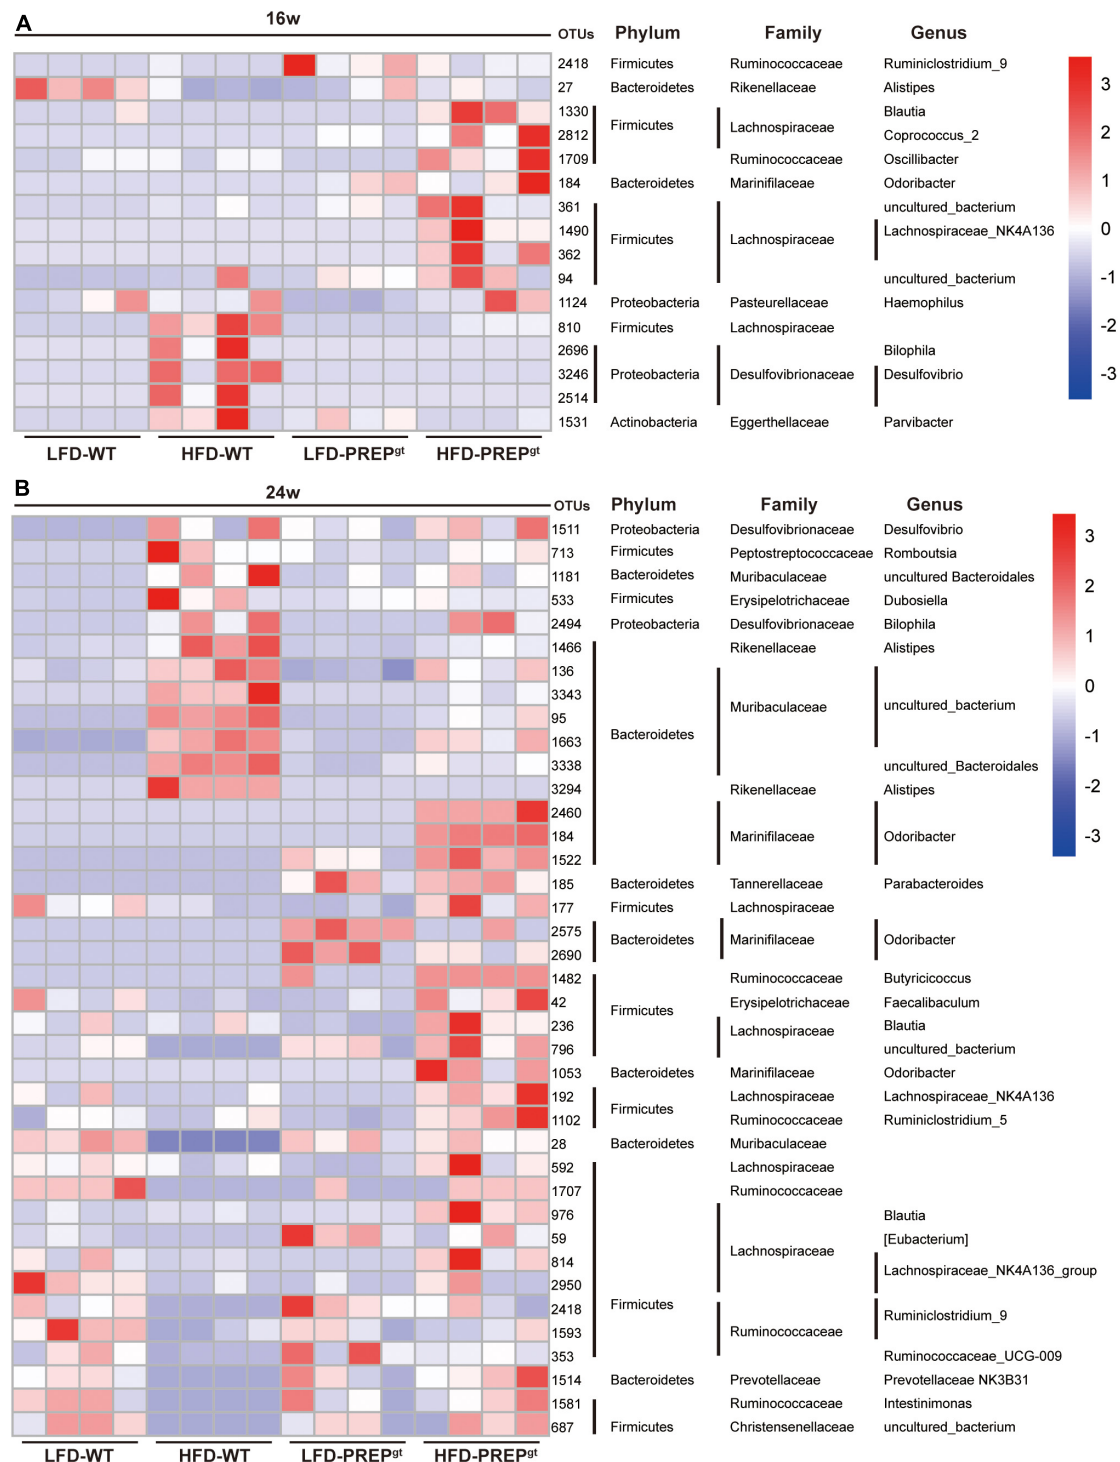 A
16w
OTUs Phylum Family Genus
2418 Firmicutes Ruminococcaceae Ruminiclostridium_9
27 Bacteroidetes Rikenellaceae Alistipes
1330 Blautia
Firmicutes Lachnospiraceae
2812 Coprococcus_2
1709 Ruminococcaceae Oscillibacter
184 Bacteroidetes Marinifilaceae Odoribacter
361 uncultured_bacterium
1490 Lachnospiraceae_NK4A136
Firmicutes Lachnospiraceae
362
94 uncultured_bacterium
1124 Proteobacteria Pasteurellaceae Haemophilus
810 Firmicutes Lachnospiraceae
2696 Bilophila
3246 Proteobacteria Desulfovibrionaceae Desulfovibrio
2514
1531 Actinobacteria Eggerthellaceae Parvibacter
3
2
1
0
-1
-2
-3
LFD-WT HFD-WT LFD-PREPgt HFD-PREPgt
B
24w
OTUs Phylum Family Genus
1511 Proteobacteria Desulfovibrionaceae Desulfovibrio
713 Firmicutes Peptostreptococcaceae Romboutsia
1181 Bacteroidetes Muribaculaceae uncultured Bacteroidales
533 Firmicutes Erysipelotrichaceae Dubosiella
2494 Proteobacteria Desulfovibrionaceae Bilophila
1466 Rikenellaceae Alistipes
136
3343
Muribaculaceae uncultured_bacterium
95
Bacteroidetes
1663
3338 uncultured_Bacteroidales
3294 Rikenellaceae Alistipes
2460
184 Marinifilaceae Odoribacter
1522
185 Bacteroidetes Tannerellaceae Parabacteroides
177 Firmicutes Lachnospiraceae
2575
Bacteroidetes Marinifilaceae Odoribacter
2690
1482 Ruminococcaceae Butyricicoccus
42 Erysipelotrichaceae Faecalibaculum
Firmicutes
236 Blautia
Lachnospiraceae
796 uncultured_bacterium
1053 Bacteroidetes Marinifilaceae Odoribacter
192 Lachnospiraceae Lachnospiraceae_NK4A136
Firmicutes
1102 Ruminococcaceae Ruminiclostridium_5
28 Bacteroidetes Muribaculaceae
592 Lachnospiraceae
1707 Ruminococcaceae
976 Blautia
59 [Eubacterium]
Lachnospiraceae
814
Lachnospiraceae_NK4A136_group
2950
Firmicutes
2418
Ruminiclostridium_9
1593 Ruminococcaceae
353 Ruminococcaceae_UCG-009
1514 Bacteroidetes Prevotellaceae Prevotellaceae NK3B31
1581 Ruminococcaceae Intestinimonas
687 Firmicutes Christensenellaceae uncultured_bacterium
3
2
1
0
-1
-2
-3
LFD-WT HFD-WT LFD-PREPgt HFD-PREPgt